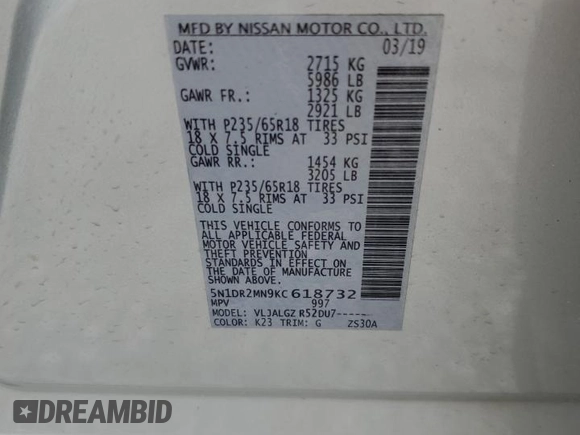 MFD BY NISSAN MOTOR CO., LTD.
DATE: 03/19
GVWR: 2715 KG
5986 LB
GAWR FR.: 1325 KG
2921 LB
WITH P235/65R18 TIRES
18 X 7.5 RIMS AT 33 PSI
COLD SINGLE
GAWR RR.: 1454 KG
3205 LB
WITH P235/65R18 TIRES
18 X 7.5 RIMS AT 33 PSI
COLD SINGLE
THIS VEHICLE CONFORMS TO
ALL APPLICABLE FEDERAL
MOTOR VEHICLE SAFETY AND
THEFT PREVENTION
STANDARDS IN EFFECT ON
THE DATE OF MANUFACTURE
SHOWN ABOVE.
5N1DR2MN9KC618732
MPV 997
MODEL: VLJALGZ R52DU7-----
COLOR: K23 TRIM: G ZS30A
DREAMBID